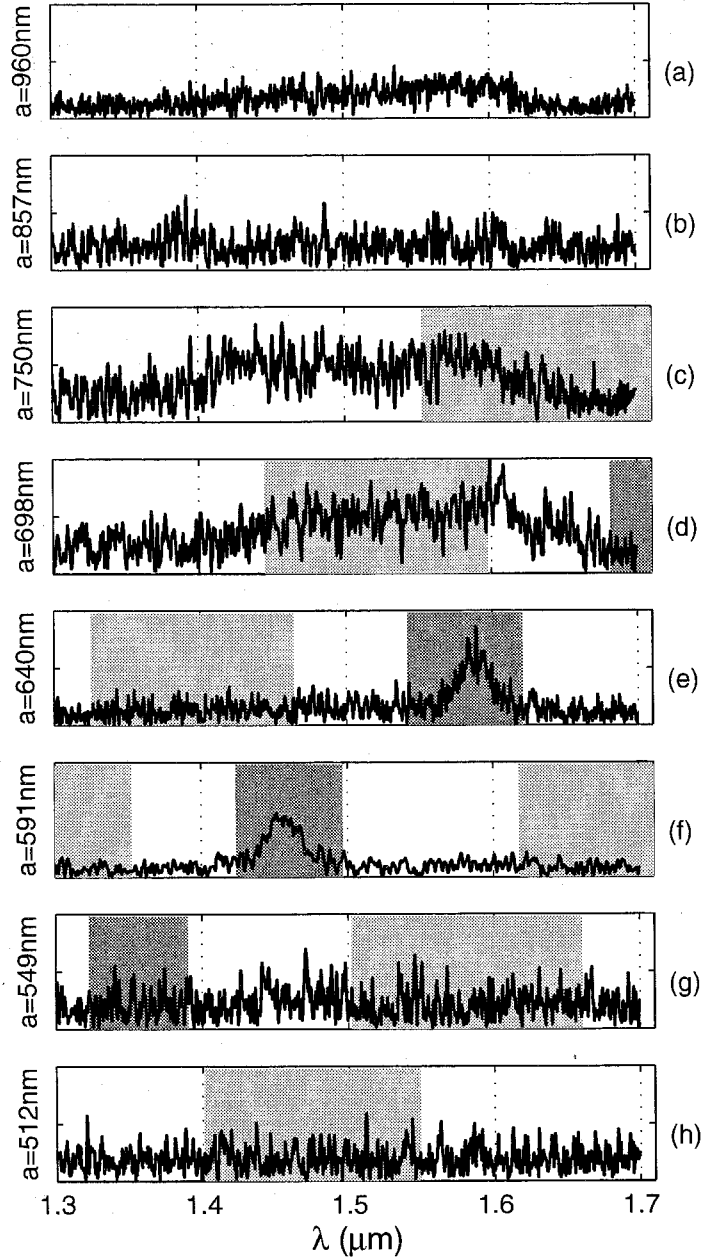 a=960nm
(a)
a=857nm
(b)
a=750nm
(c)
a=698nm
(d)
a=640nm
(e)
a=591nm
(f)
a=549nm
(g)
a=512nm
(h)
1.3 1.4 1.5 1.6 1.7
λ (μm)